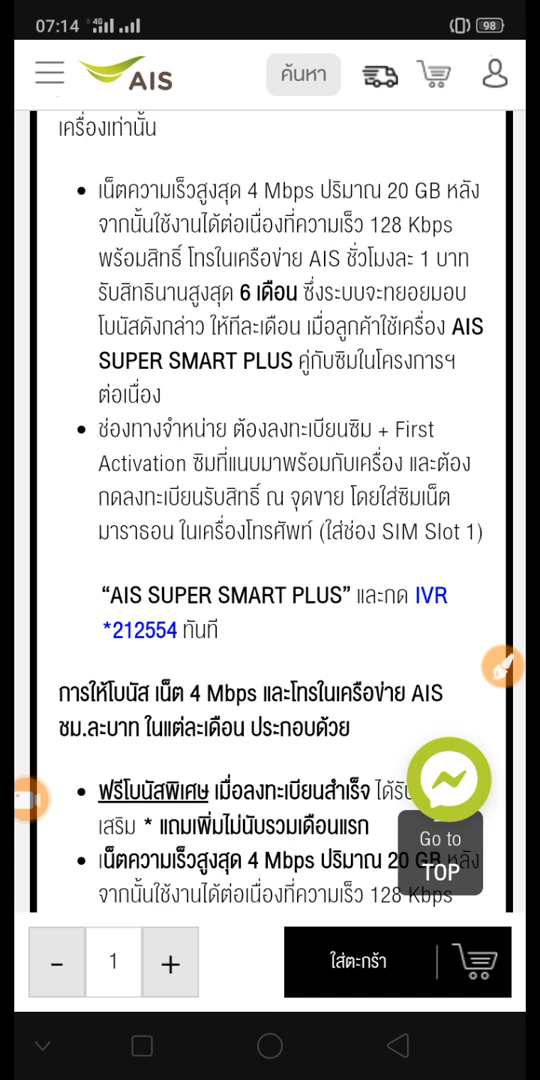 07:14 4G 98
AIS
ค้นหา
เครื่องเท่านั้น
เน็ตความเร็วสูงสุด 4 Mbps ปริมาณ 20 GB หลัง
จากนั้นใช้งานได้ต่อเนื่องที่ความเร็ว 128 Kbps
พร้อมสิทธิ์ โทรในเครือข่าย AIS ชั่วโมงละ 1 บาท
รับสิทธินานสูงสุด 6 เดือน ซึ่งระบบจะทยอยมอบ
โบนัสดังกล่าว ให้ทีละเดือน เมื่อลูกค้าใช้เครื่อง AIS
SUPER SMART PLUS คู่กับซิมในโครงการฯ
ต่อเนื่อง
ช่องทางจำหน่าย ต้องลงทะเบียนซิม + First
Activation ซิมที่แนบมาพร้อมกับเครื่อง และต้อง
กดลงทะเบียนรับสิทธิ์ ณ จุดขาย โดยใส่ซิมเน็ต
มาราธอน ในเครื่องโทรศัพท์ (ใส่ช่อง SIM Slot 1)
“AIS SUPER SMART PLUS” และกด IVR
*212554 ทันที
การให้โบนัส เน็ต 4 Mbps และโทรในเครือข่าย AIS
ชม.ละบาท ในแต่ละเดือน ประกอบด้วย
ฟรีโบนัสพิเศษ เมื่อลงทะเบียนสำเร็จ ได้รับ
เสริม * แถมเพิ่มไม่นับรวมเดือนแรก
เน็ตความเร็วสูงสุด 4 Mbps ปริมาณ 20 GB หลัง
จากนั้นใช้งานได้ต่อเนื่องที่ความเร็ว 128 Kbps
Go to
TOP
- 1 + ใส่ตะกร้า